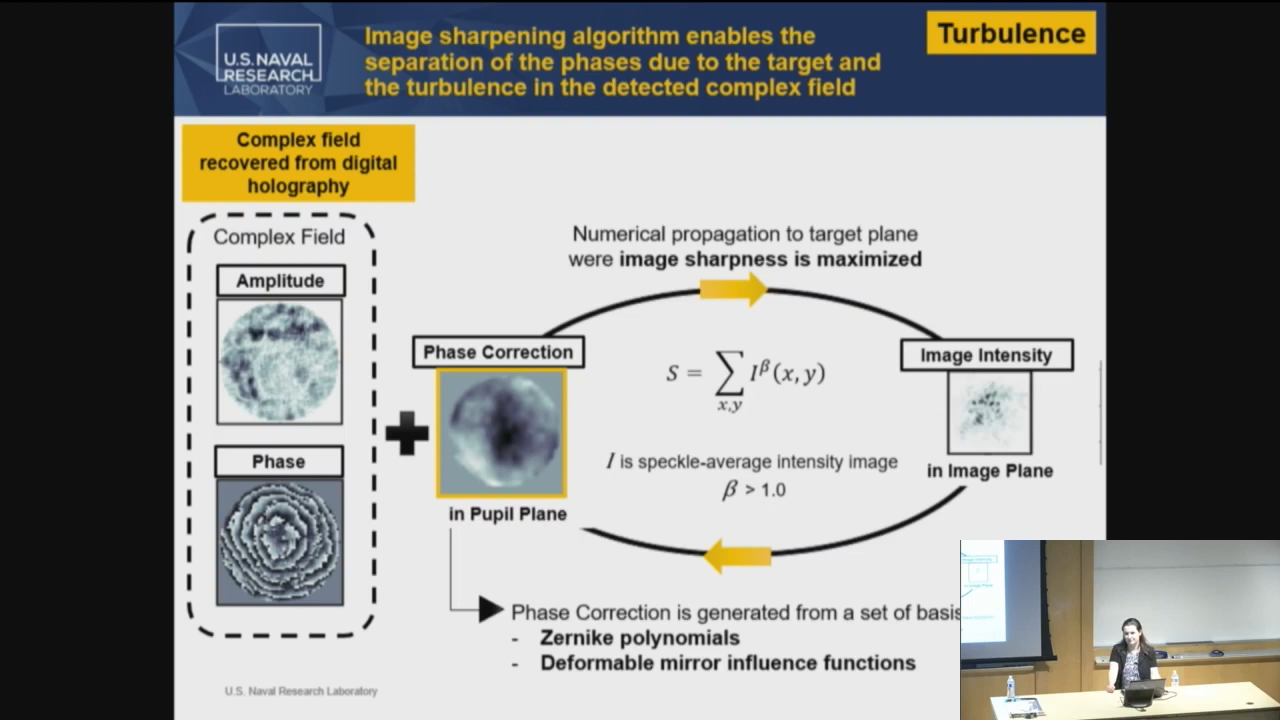 U.S. NAVAL
RESEARCH
LABORATORY
Image sharpening algorithm enables the
separation of the phases due to the target and
the turbulence in the detected complex field
Turbulence
Complex field
recovered from digital
holography
Complex Field
Amplitude
Phase
Numerical propagation to target plane
were image sharpness is maximized
Phase Correction
in Pupil Plane
S = ∑ I^β(x, y)
x,y
I is speckle-average intensity image
β > 1.0
Image Intensity
in Image Plane
Phase Correction is generated from a set of basis
- Zernike polynomials
- Deformable mirror influence functions
U.S. Naval Research Laboratory